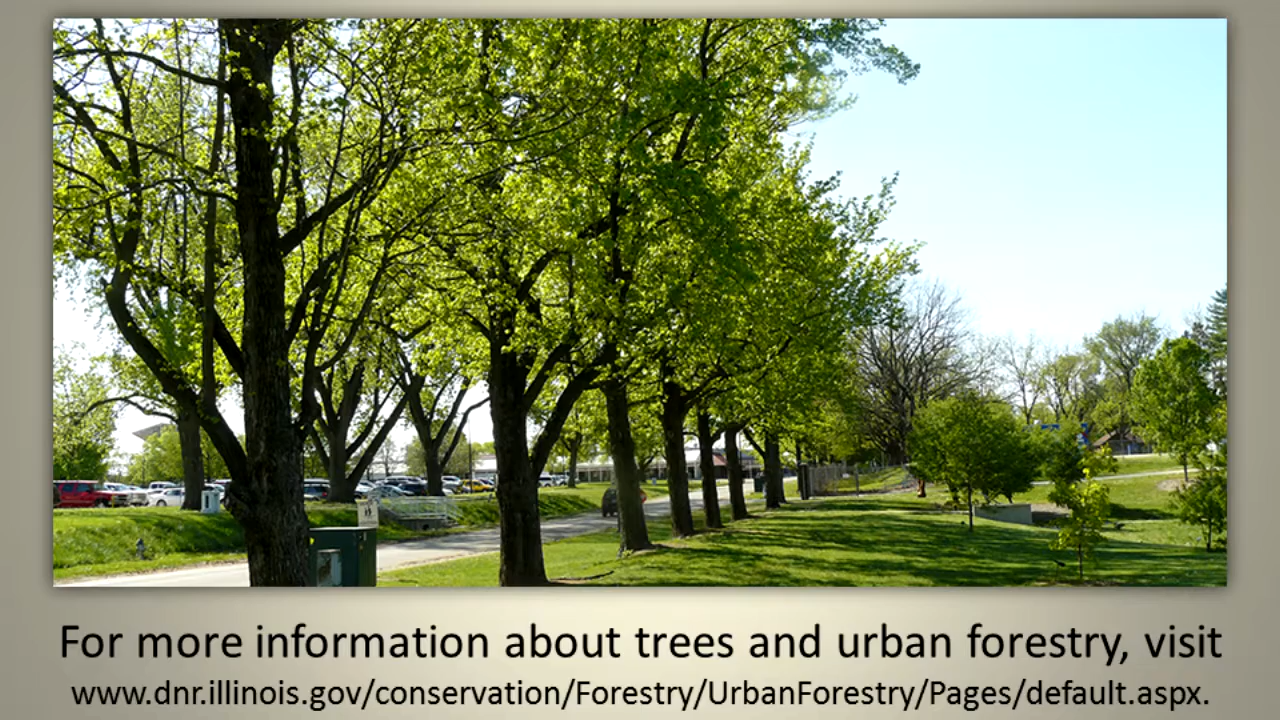 For more information about trees and urban forestry, visit
www.dnr.illinois.gov/conservation/Forestry/UrbanForestry/Pages/default.aspx.